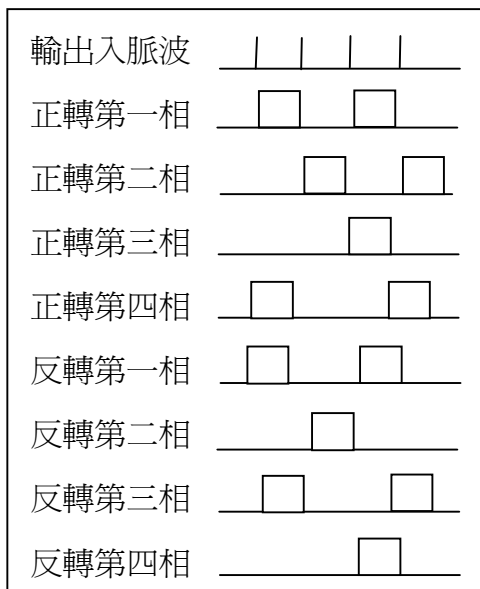 輸出入脈波
正轉第一相
正轉第二相
正轉第三相
正轉第四相
反轉第一相
反轉第二相
反轉第三相
反轉第四相